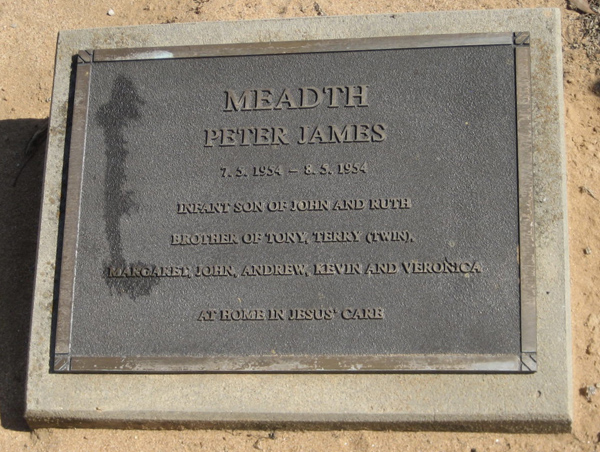 MEADTH
PETER JAMES
7. 5. 1954 – 8. 5. 1954
INFANT SON OF JOHN AND RUTH
BROTHER OF TONY, TERRY (TWIN),
MARGARET, JOHN, ANDREW, KEVIN AND VERONICA
AT HOME IN JESUS' CARE